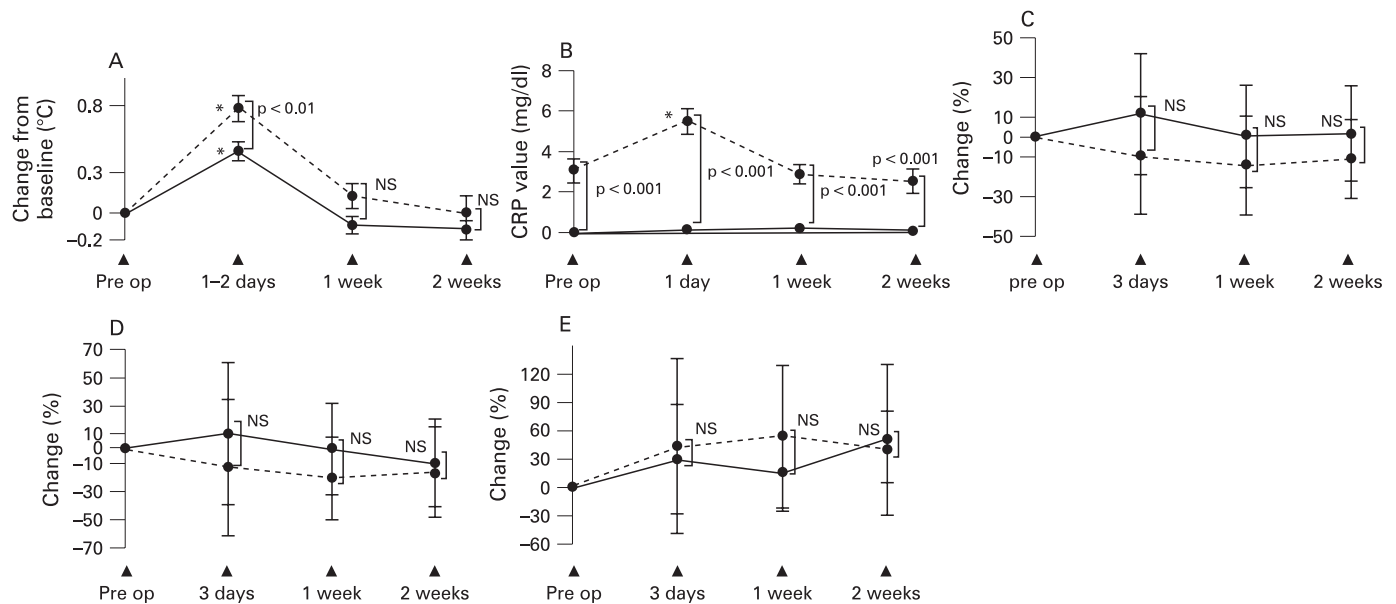 A
Change from
baseline (°C)
0.8
0.3
0
–0.2
*
*
p < 0.01
NS
NS
Pre op
1–2 days
1 week
2 weeks
B
CRP value (mg/dl)
8
6
4
2
0
*
p < 0.001
p < 0.001
p < 0.001
p < 0.001
Pre op
1 day
1 week
2 weeks
C
Change (%)
50
30
10
0
–10
–30
–50
NS
NS
NS
pre op
3 days
1 week
2 weeks
D
Change (%)
70
50
30
10
0
–10
–30
–50
–70
NS
NS
NS
Pre op
3 days
1 week
2 weeks
E
Change (%)
120
90
60
30
0
–30
–60
NS
NS
NS
Pre op
3 days
1 week
2 weeks